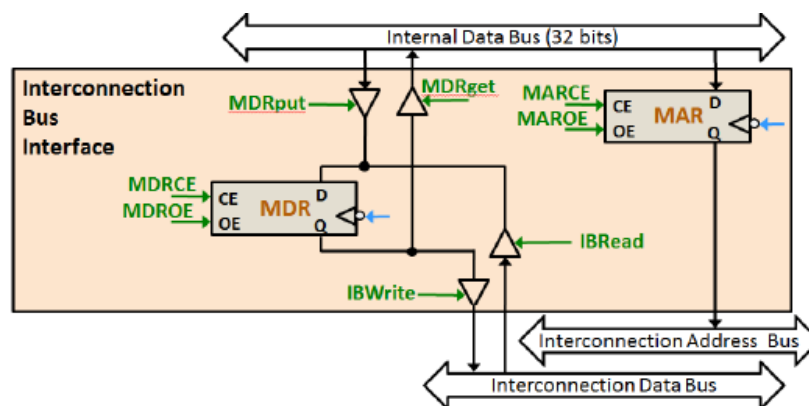 Internal Data Bus (32 bits)
Interconnection
Bus
Interface
MDRput
MDRget
MARCE
MAROE
CE
OE
D
MAR
Q
MDRCE
MDROE
CE
OE
D
MDR
Q
IBRead
IBWrite
Interconnection Address Bus
Interconnection Data Bus